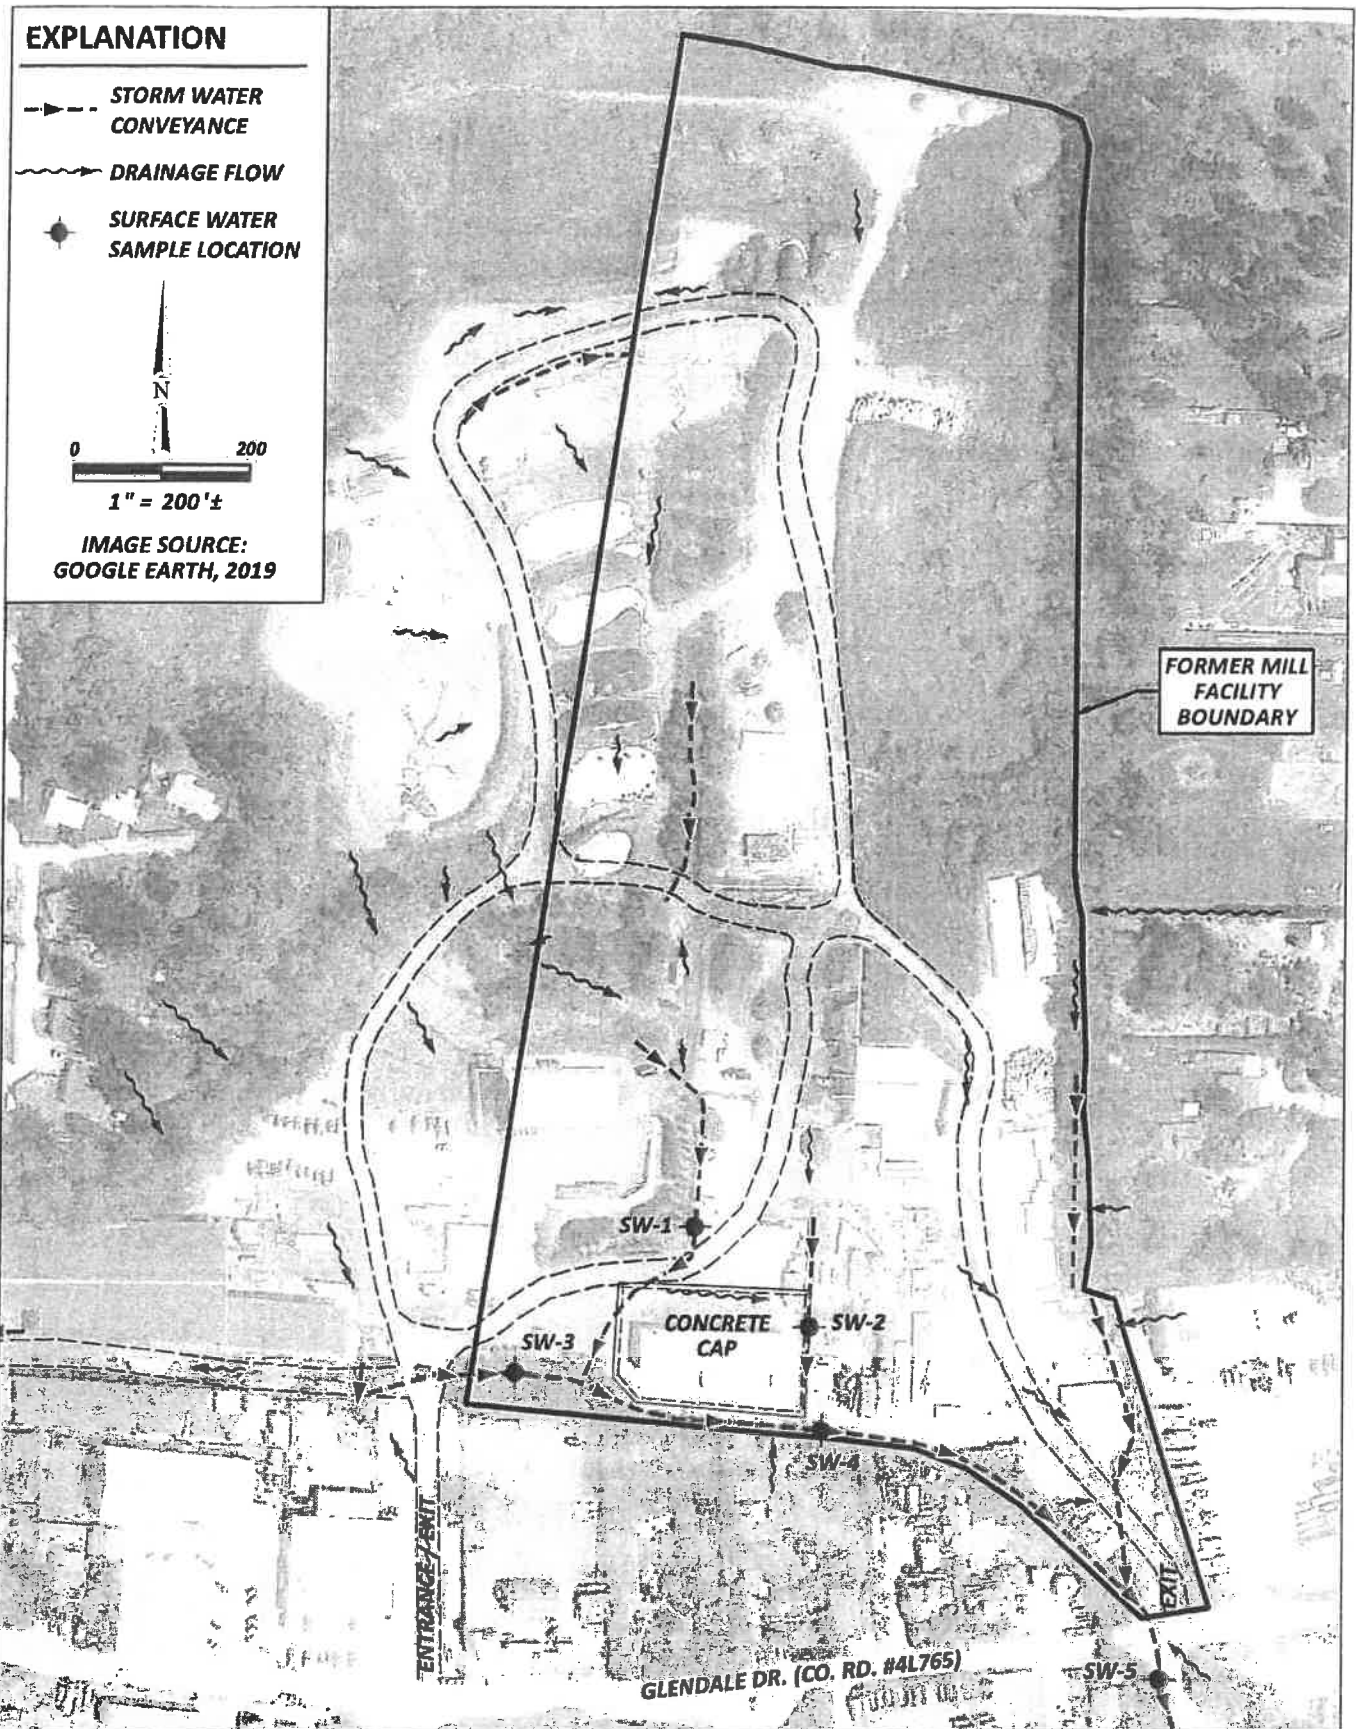 EXPLANATION
STORM WATER
CONVEYANCE
DRAINAGE FLOW
SURFACE WATER
SAMPLE LOCATION
N
0 200
1" = 200'±
IMAGE SOURCE:
GOOGLE EARTH, 2019
FORMER MILL
FACILITY
BOUNDARY
SW-1
CONCRETE
CAP
SW-2
SW-3
SW-4
ENTRANCE/EXIT
EXIT
GLENDALE DR. (CO. RD. #4L765)
SW-5